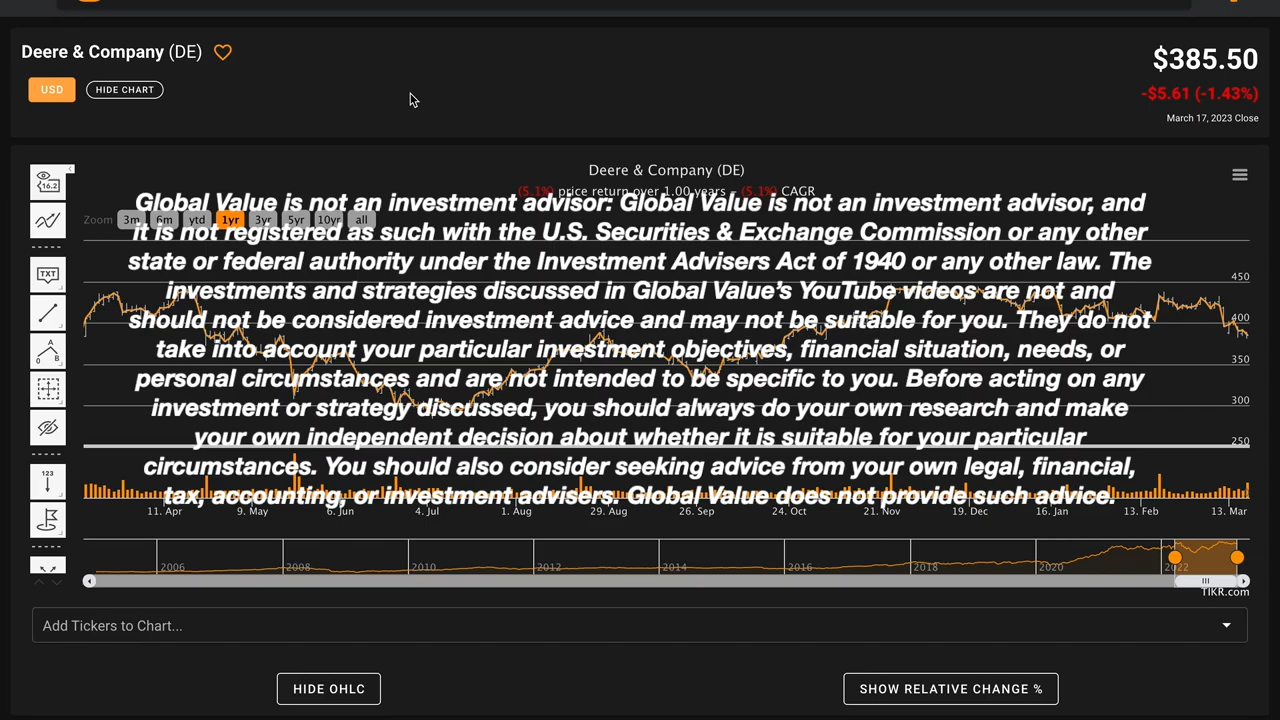 Deere & Company (DE)
$385.50
USD
HIDE CHART
-$5.61 (-1.43%)
March 17, 2023 Close
16.2
Deere & Company (DE)
(5.1%) price return over 1.00 years - (5.1%) CAGR
Zoom 3m 6m ytd 1yr 3yr 5yr 10yr all
Global Value is not an investment advisor: Global Value is not an investment advisor, and
it is not registered as such with the U.S. Securities & Exchange Commission or any other
state or federal authority under the Investment Advisers Act of 1940 or any other law. The
investments and strategies discussed in Global Value’s YouTube videos are not and
should not be considered investment advice and may not be suitable for you. They do not
take into account your particular investment objectives, financial situation, needs, or
personal circumstances and are not intended to be specific to you. Before acting on any
investment or strategy discussed, you should always do your own research and make
your own independent decision about whether it is suitable for your particular
circumstances. You should also consider seeking advice from your own legal, financial,
tax, accounting, or investment advisers. Global Value does not provide such advice.
TXT
A
0 B
123
450
400
350
300
250
11. Apr 9. May 6. Jun 4. Jul 1. Aug 29. Aug 26. Sep 24. Oct 21. Nov 19. Dec 16. Jan 13. Feb 13. Mar
2006 2008 2010 2012 2014 2016 2018 2020 2022
TIKR.com
Add Tickers to Chart...
HIDE OHLC
SHOW RELATIVE CHANGE %